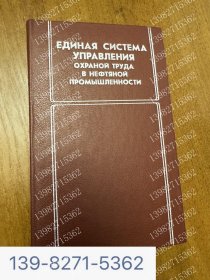 ЕДИНАЯ СИСТЕМА
УПРАВЛЕНИЯ
ОХРАНОЙ ТРУДА
В НЕФТЯНОЙ
ПРОМЫШЛЕННОСТИ
139-8271-5362